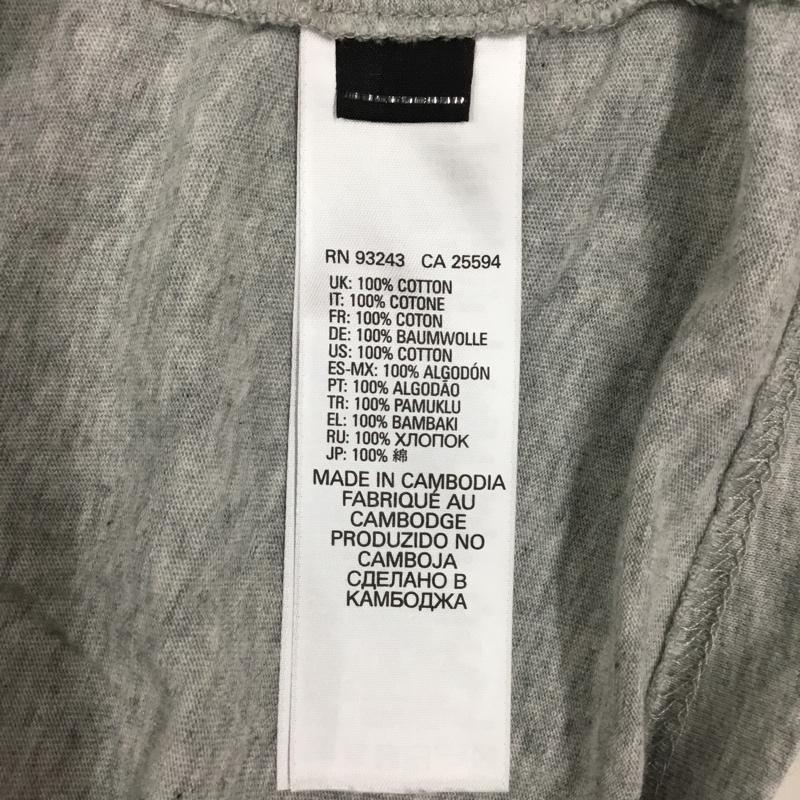 RN 93243 CA 25594
UK: 100% COTTON
IT: 100% COTONE
FR: 100% COTON
DE: 100% BAUMWOLLE
US: 100% COTTON
ES-MX: 100% ALGODÓN
PT: 100% ALGODÃO
TR: 100% PAMUKLU
EL: 100% BAMBAKI
RU: 100% ХЛОПОК
JP: 100% 綿
MADE IN CAMBODIA
FABRIQUÉ AU
CAMBODGE
PRODUZIDO NO
CAMBOJA
СДЕЛАНО В
КАМБОДЖА